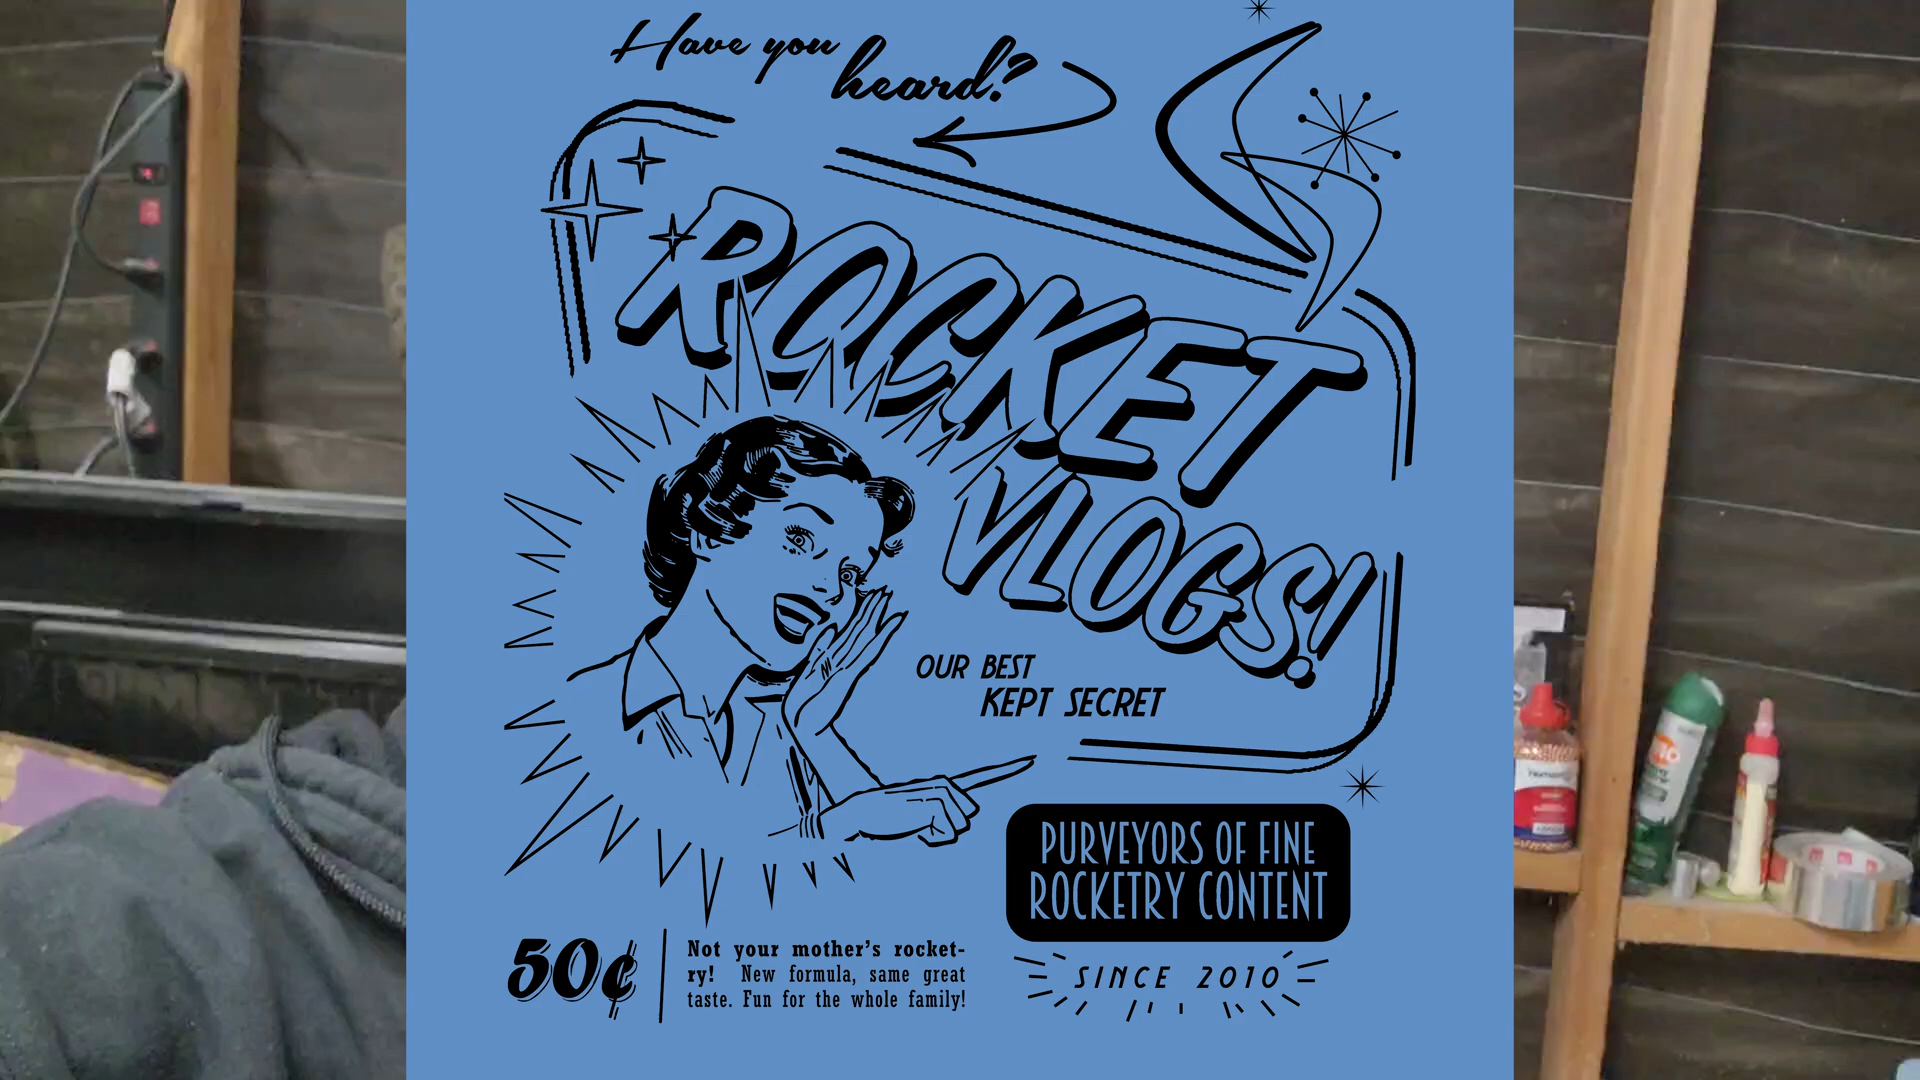 Have you
heard?
ROCKET
VLOGS!
OUR BEST
KEPT SECRET
PURVEYORS OF FINE
ROCKETRY CONTENT
SINCE 2010
50¢
Not your mother's rocket-
ry! New formula, same great
taste. Fun for the whole family!